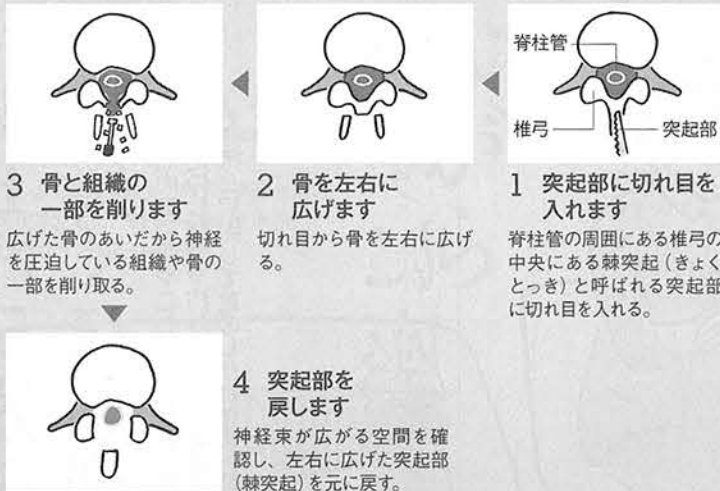 脊柱管
椎弓
突起部
1 突起部に切れ目を
入れます
脊柱管の周囲にある椎弓の
中央にある棘突起（きょく
とっき）と呼ばれる突起部
に切れ目を入れる。
2 骨を左右に
広げます
切れ目から骨を左右に広げ
る。
3 骨と組織の
一部を削ります
広げた骨のあいだから神経
を圧迫している組織や骨の
一部を削り取る。
4 突起部を
戻します
神経束が広がる空間を確
認し、左右に広げた突起部
（棘突起）を元に戻す。